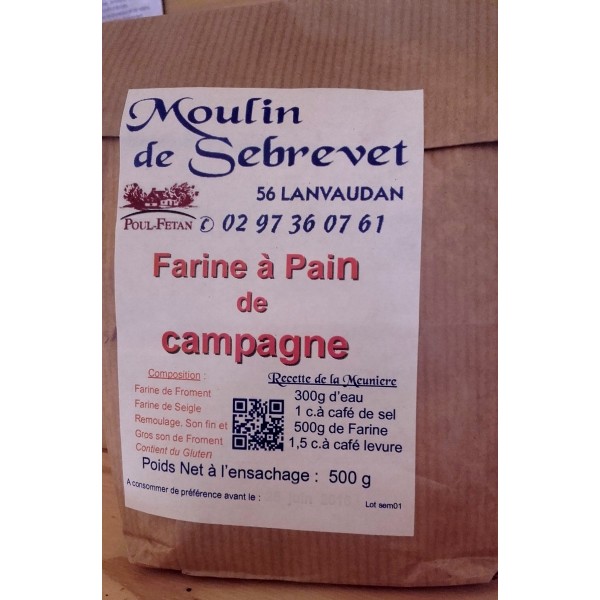 Moulin
de Sebrevet
56 LANVAUDAN
POUL-FETAN ✆ 02 97 36 07 61
Farine à Pain
de
campagne
Composition :
Farine de Froment
Farine de Seigle
Remoulage, Son fin et
Gros son de Froment
Contient du Gluten
Recette de la Meuniere
300g d'eau
1 c.à café de sel
500g de Farine
1,5 c.à café levure
Poids Net à l'ensachage : 500 g
A consommer de préférence avant le :
Lot sem01